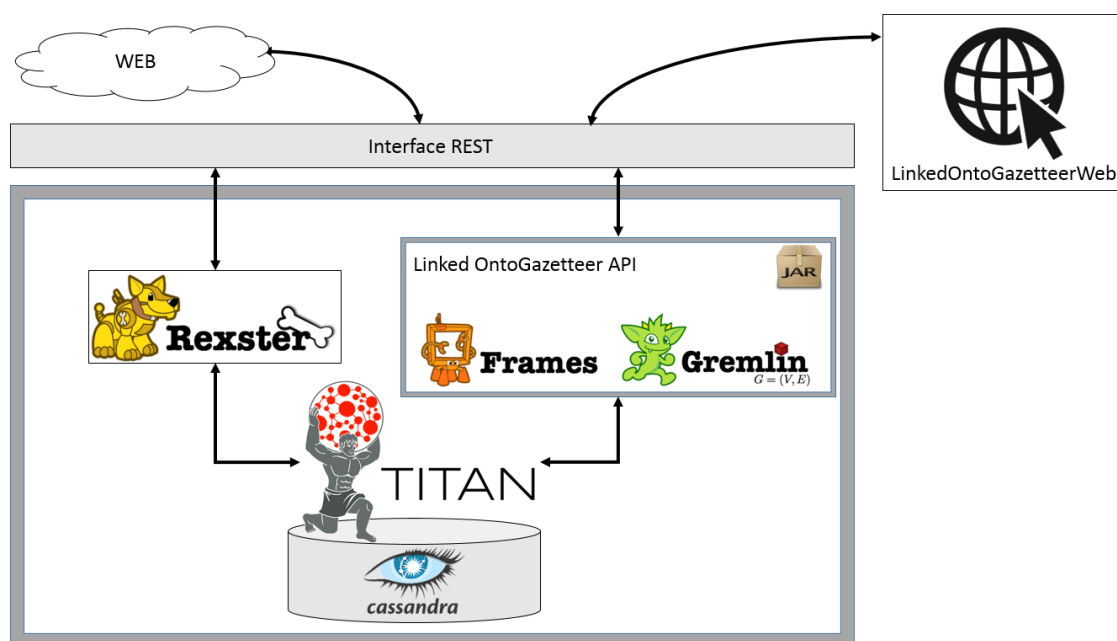 WEB
Interface REST
LinkedOntoGazetteerWeb
Linked OntoGazetteer API
JAR
Rexster
Frames
Gremlin
G = (V, E)
TITAN
cassandra